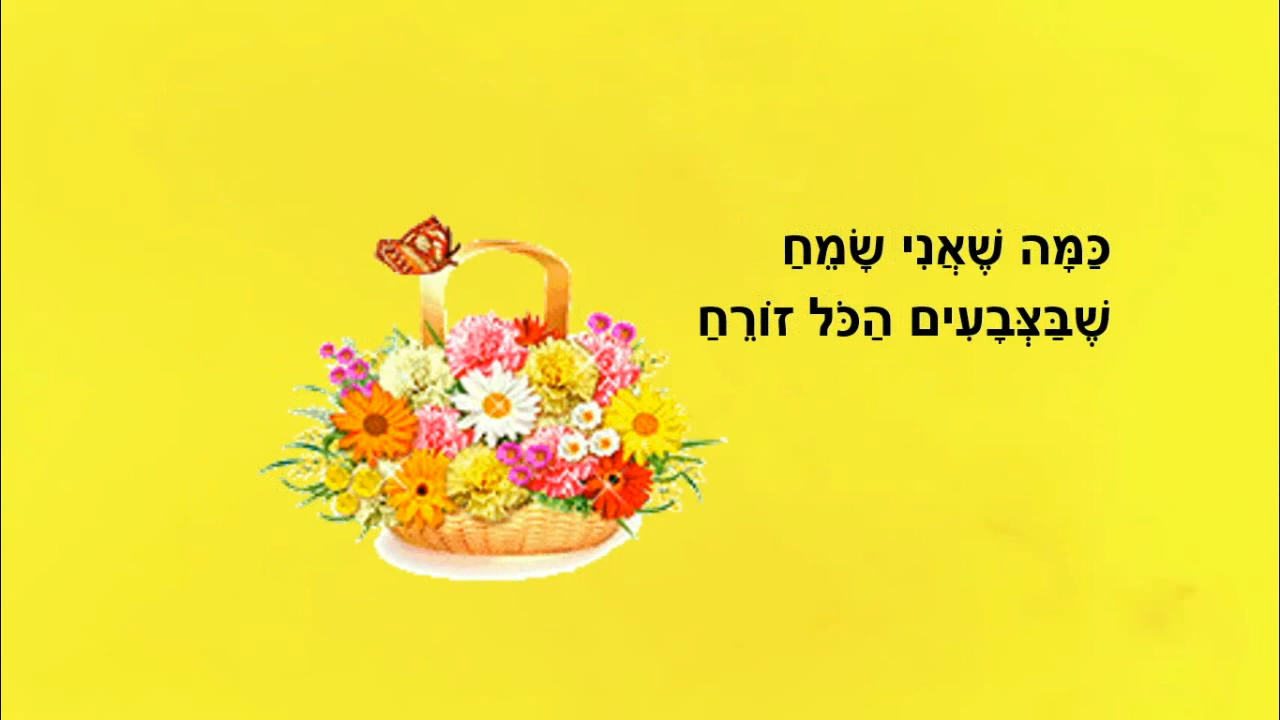 כַּמָּה שֶׁאֲנִי שָׂמֵחַ
שֶׁבַּצְּבָעִים הַכֹּל זוֹרֵחַ